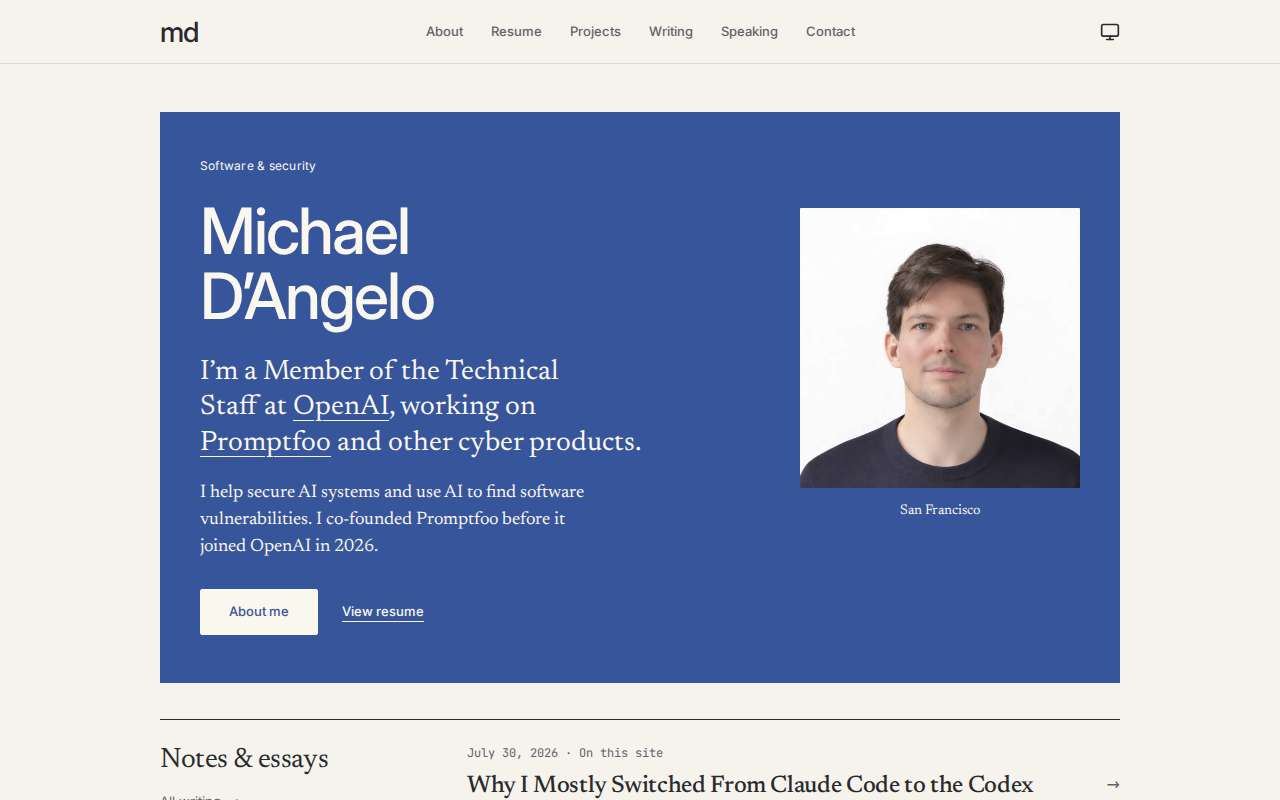 md
About
Resume
Projects
Writing
Speaking
Contact
Software & security
Michael
D’Angelo
I’m a Member of the Technical
Staff at OpenAI, working on
Promptfoo and other cyber products.
I help secure AI systems and use AI to find software
vulnerabilities. I co-founded Promptfoo before it
joined OpenAI in 2026.
About me
View resume
San Francisco
Notes & essays
July 30, 2026 · On this site
Why I Mostly Switched From Claude Code to the Codex
→